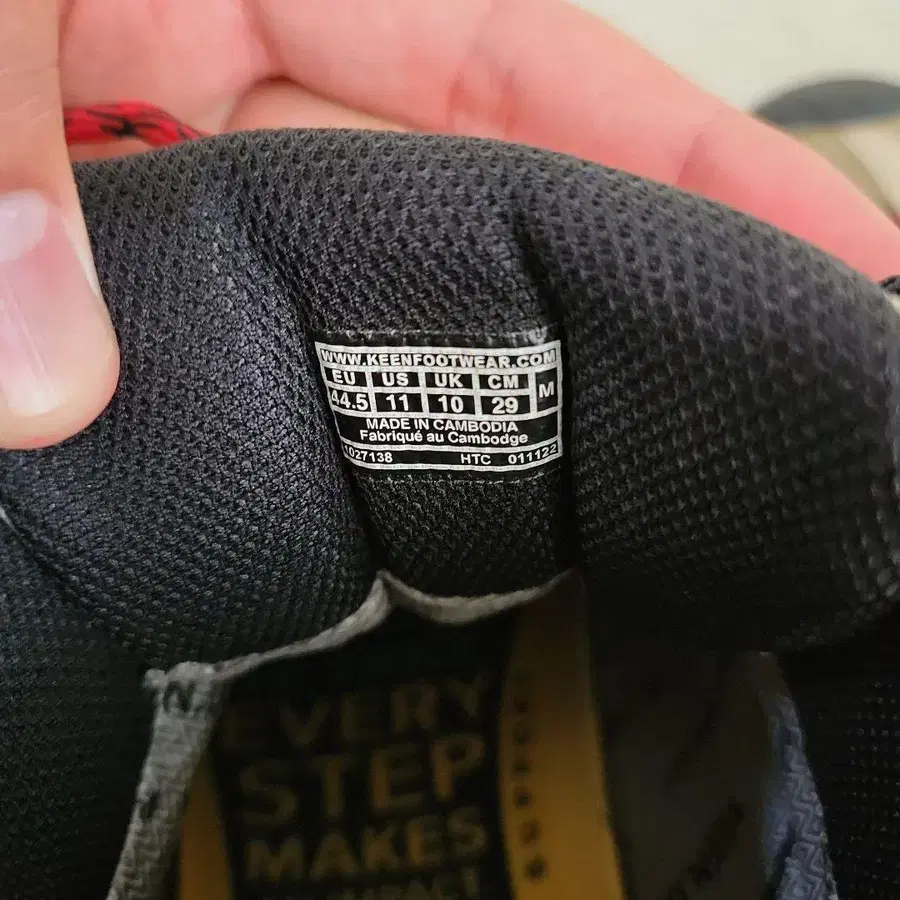 WWW.KEENFOOTWEAR.COM
EU US UK CM M
44.5 11 10 29
MADE IN CAMBODIA
Fabriqué au Cambodge
1027138 HTC 011122
EVERY
STEP
MAKES
IMPACT